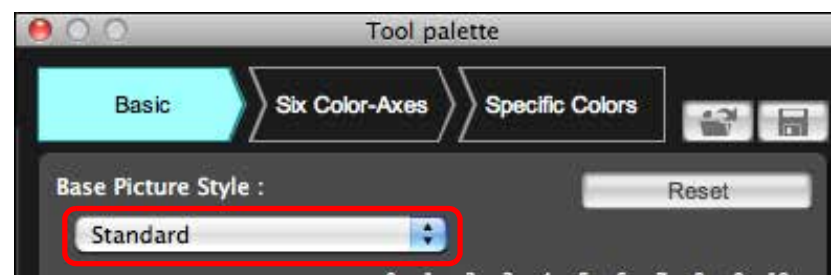 Tool palette
Basic Six Color-Axes Specific Colors
Base Picture Style :
Reset
Standard